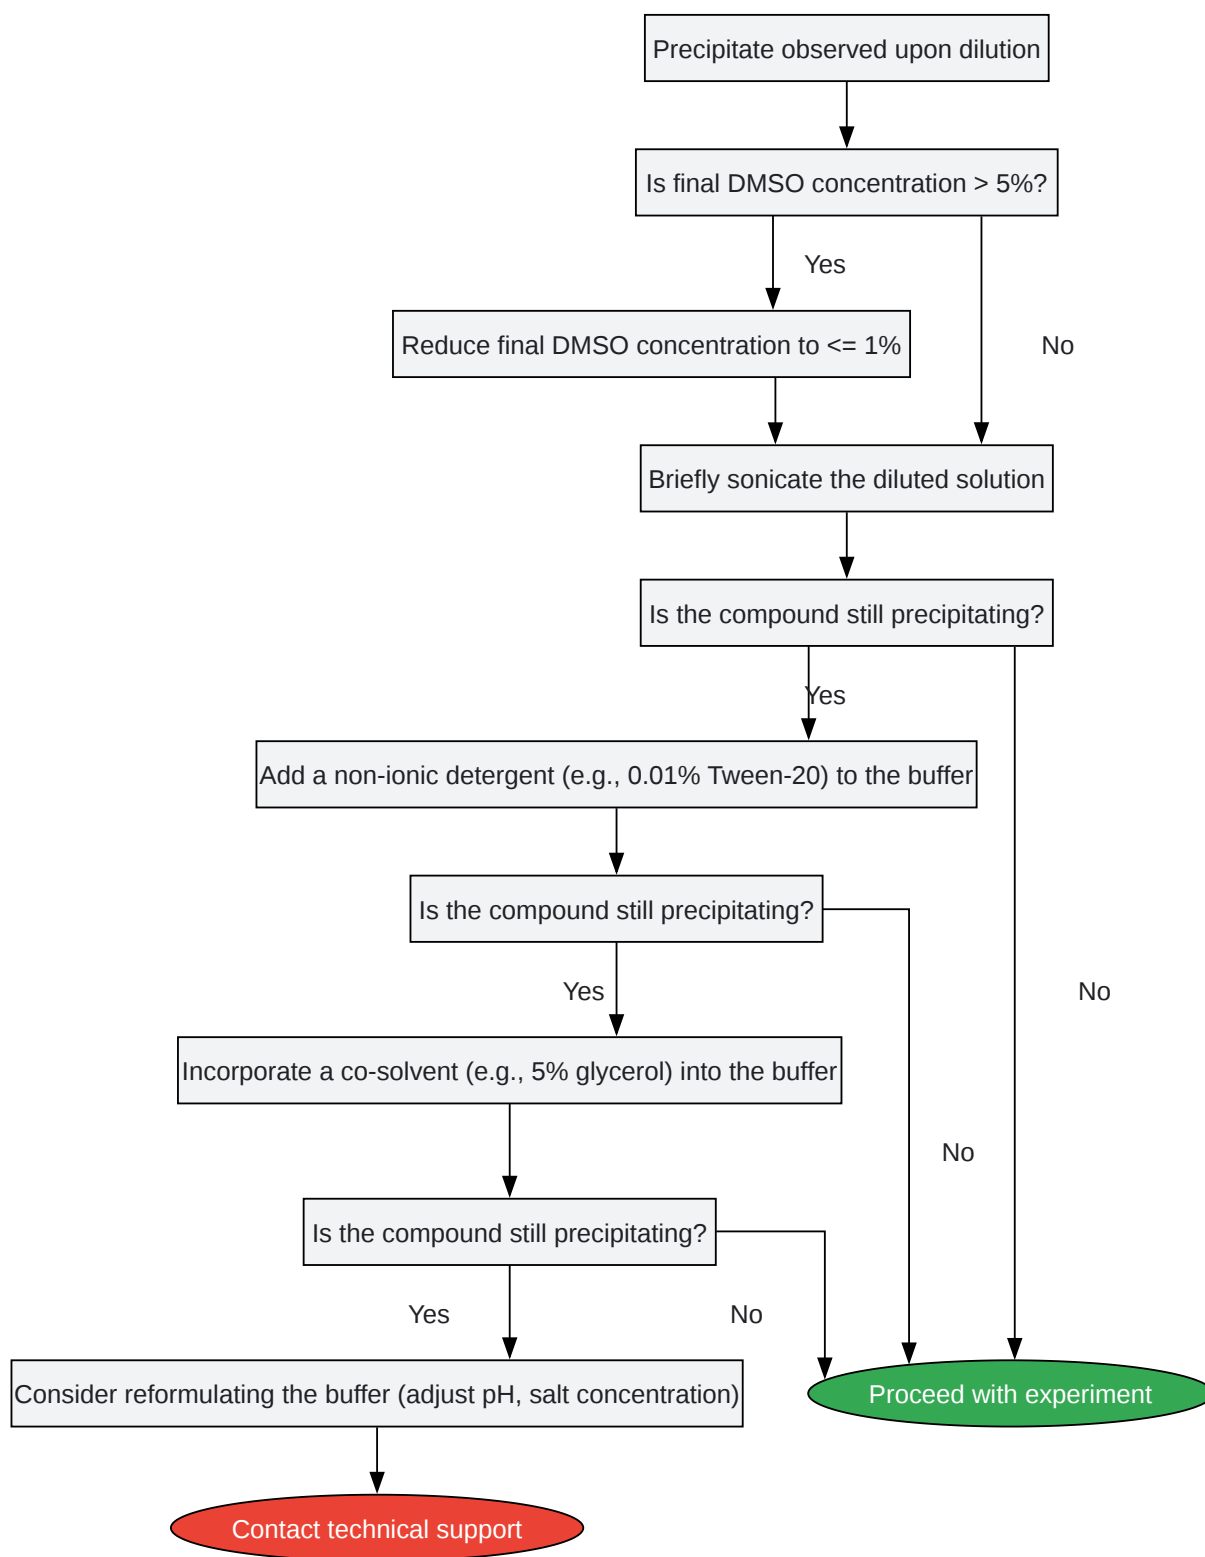 Precipitate observed upon dilution
Is final DMSO concentration > 5%?
Yes
Reduce final DMSO concentration to <= 1%
No
Briefly sonicate the diluted solution
Is the compound still precipitating?
Yes
Add a non-ionic detergent (e.g., 0.01% Tween-20) to the buffer
Is the compound still precipitating?
Yes
No
Incorporate a co-solvent (e.g., 5% glycerol) into the buffer
No
Is the compound still precipitating?
Yes
No
Consider reformulating the buffer (adjust pH, salt concentration)
Proceed with experiment
Contact technical support